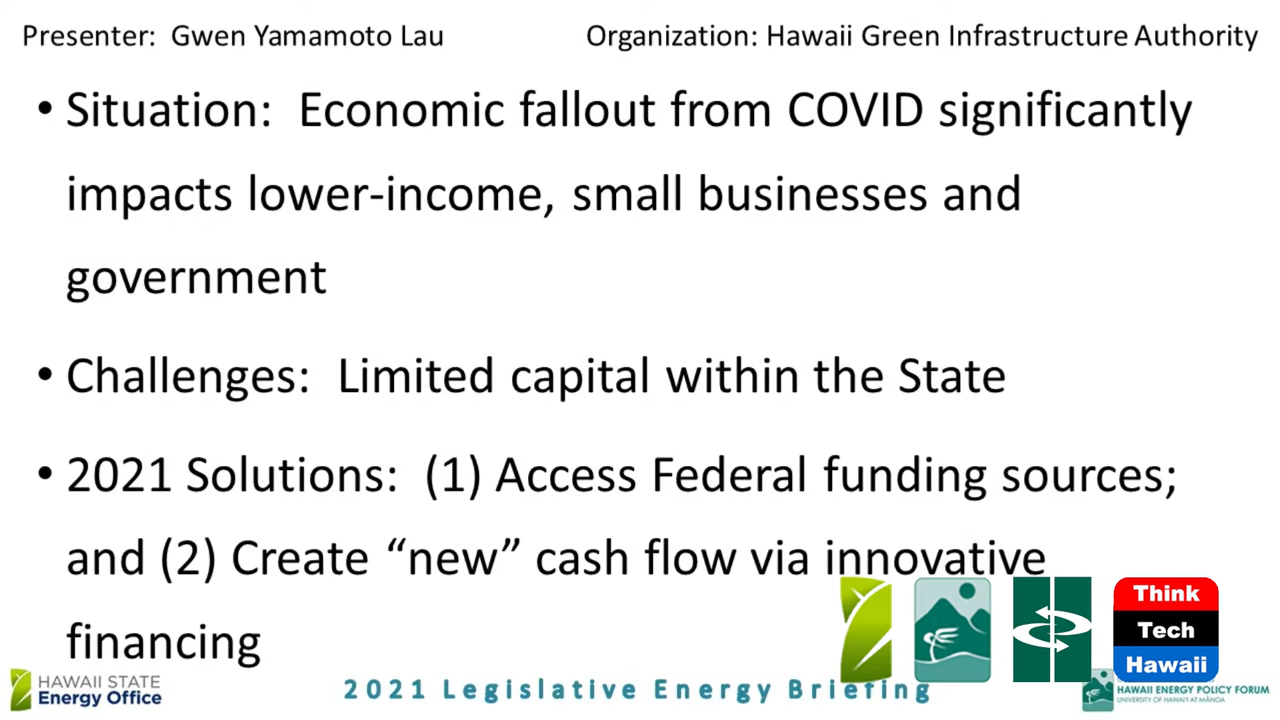 Presenter:  Gwen Yamamoto Lau
Organization: Hawaii Green Infrastructure Authority
• Situation:  Economic fallout from COVID significantly
impacts lower-income, small businesses and
government
• Challenges:  Limited capital within the State
• 2021 Solutions:  (1) Access Federal funding sources;
and (2) Create “new” cash flow via innovative
financing
Think
Tech
Hawaii
HAWAII STATE
Energy Office
2021 Legislative Energy Briefing
HAWAII ENERGY POLICY FORUM
UNIVERSITY OF HAWAI'I AT MĀNOA